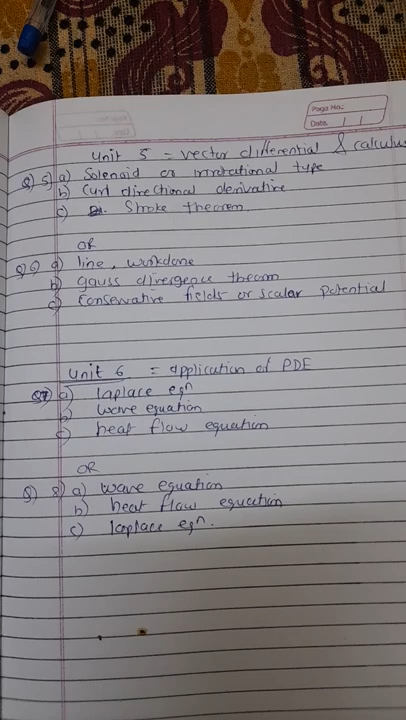 Page No.:
Date: / /
Unit 5 = vector differential & calculus
Q) 5) a) Solenoid or irrotational type
b) Curl directional derivative
c) Stroke theorem
OR
Q 6) a) line, workdone
b) gauss divergence theorem
c) Conservative fields or scalar potential
Unit 6 = application of PDE
Q7) a) laplace eqn
b) wave equation
c) heat flow equation
OR
Q) 8) a) wave equation
b) heat flow equation
c) laplace eqn.